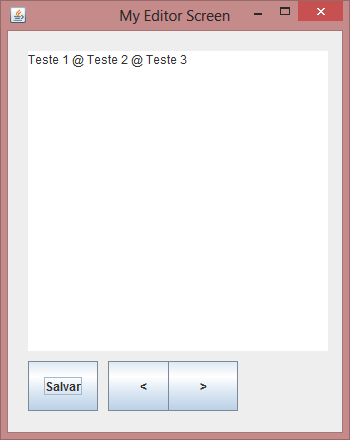 My Editor Screen
Teste 1 @ Teste 2 @ Teste 3
Salvar < >